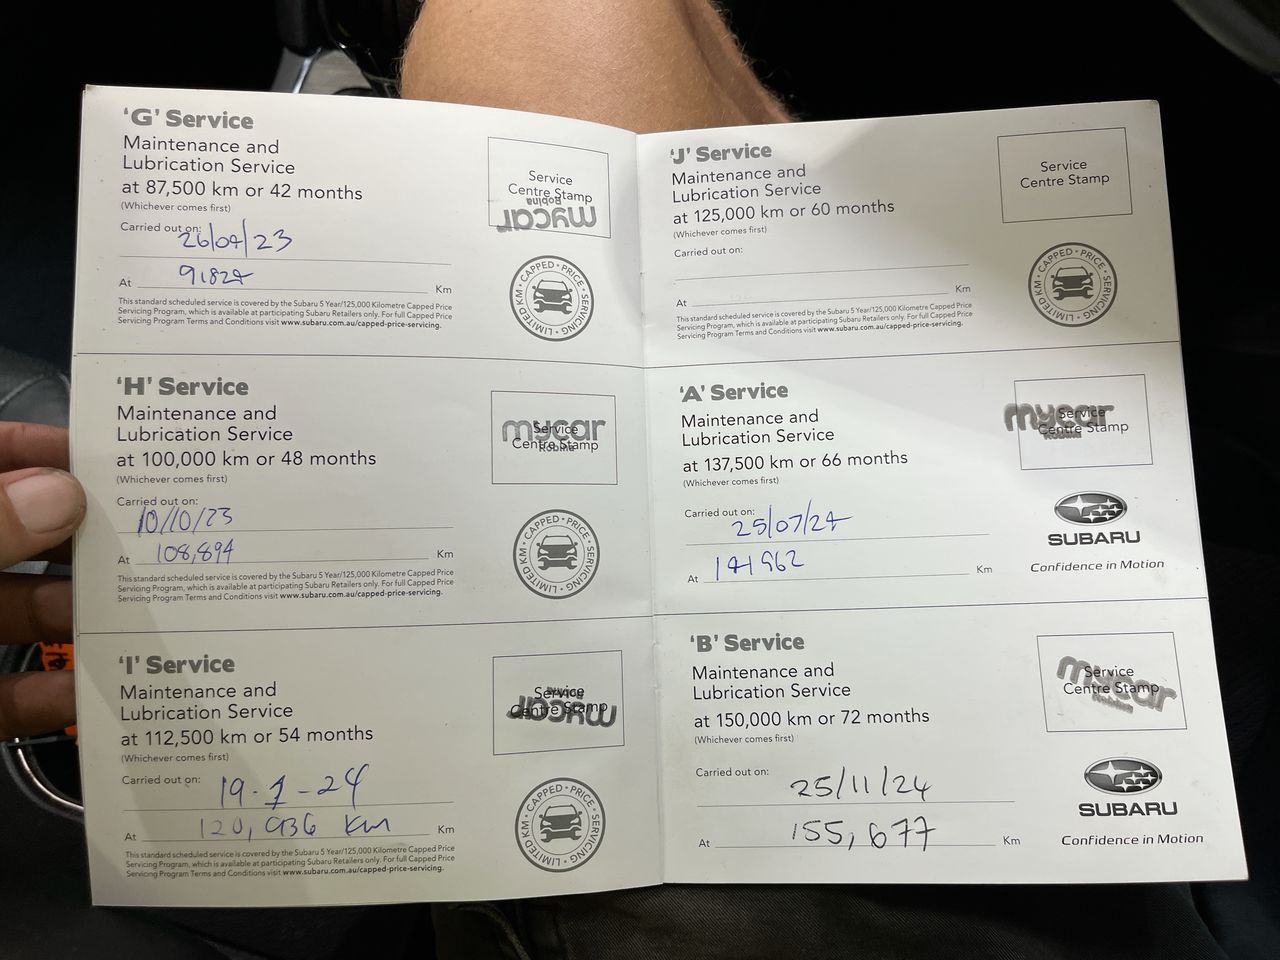 'G' Service
Maintenance and
Lubrication Service
at 87,500 km or 42 months
(Whichever comes first)
Carried out on:
26/04/23
At 91824 Km
This standard scheduled service is covered by the Subaru 5 Year/125,000 Kilometre Capped Price
Servicing Program, which is available at participating Subaru Retailers only. For full Capped Price
Servicing Program Terms and Conditions visit www.subaru.com.au/capped-price-servicing.
Service
Centre Stamp
mycar
Robina
CAPPED • PRICE • SERVICING • LIMITED KM •
'H' Service
Maintenance and
Lubrication Service
at 100,000 km or 48 months
(Whichever comes first)
Carried out on:
10/10/23
At 108,894 Km
This standard scheduled service is covered by the Subaru 5 Year/125,000 Kilometre Capped Price
Servicing Program, which is available at participating Subaru Retailers only. For full Capped Price
Servicing Program Terms and Conditions visit www.subaru.com.au/capped-price-servicing.
Service
Centre Stamp
mycar
Robina
CAPPED • PRICE • SERVICING • LIMITED KM •
'I' Service
Maintenance and
Lubrication Service
at 112,500 km or 54 months
(Whichever comes first)
Carried out on:
19-1-24
At 120,936 Km Km
This standard scheduled service is covered by the Subaru 5 Year/125,000 Kilometre Capped Price
Servicing Program, which is available at participating Subaru Retailers only. For full Capped Price
Servicing Program Terms and Conditions visit www.subaru.com.au/capped-price-servicing.
Service
Centre Stamp
mycar
CAPPED • PRICE • SERVICING • LIMITED KM •
'J' Service
Maintenance and
Lubrication Service
at 125,000 km or 60 months
(Whichever comes first)
Carried out on:
At Km
This standard scheduled service is covered by the Subaru 5 Year/125,000 Kilometre Capped Price
Servicing Program, which is available at participating Subaru Retailers only. For full Capped Price
Servicing Program Terms and Conditions visit www.subaru.com.au/capped-price-servicing.
Service
Centre Stamp
CAPPED • PRICE • SERVICING • LIMITED KM •
'A' Service
Maintenance and
Lubrication Service
at 137,500 km or 66 months
(Whichever comes first)
Carried out on:
25/07/24
At 141962 Km
Service
Centre Stamp
mycar
Robina
SUBARU
Confidence in Motion
'B' Service
Maintenance and
Lubrication Service
at 150,000 km or 72 months
(Whichever comes first)
Carried out on:
25/11/24
At 155,677 Km
Service
Centre Stamp
mycar
Robina
SUBARU
Confidence in Motion